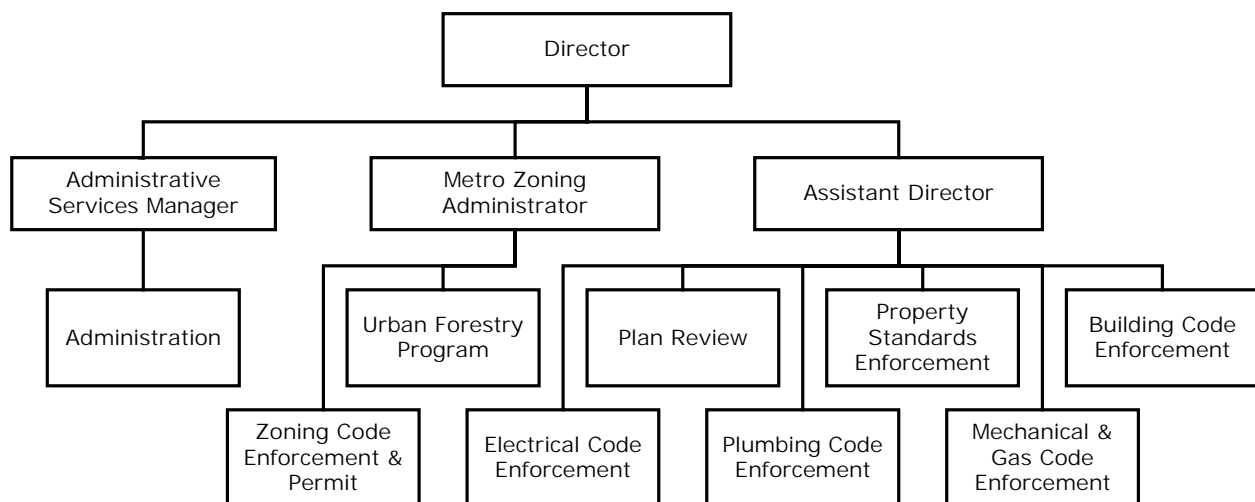 Director
Administrative
Services Manager
Metro Zoning
Administrator
Assistant Director
Administration
Urban Forestry
Program
Plan Review
Property
Standards
Enforcement
Building Code
Enforcement
Zoning Code
Enforcement &
Permit
Electrical Code
Enforcement
Plumbing Code
Enforcement
Mechanical &
Gas Code
Enforcement